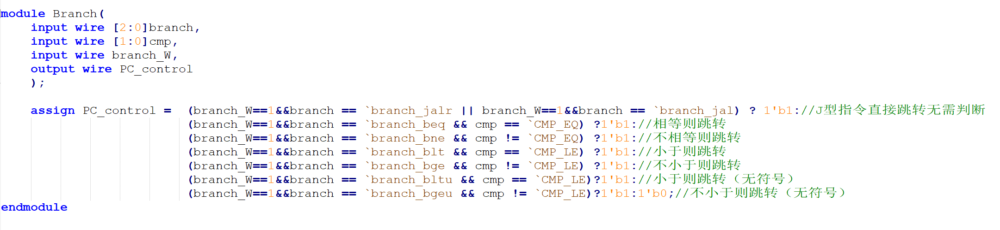 module Branch(
    input wire [2:0]branch,
    input wire [1:0]cmp,
    input wire branch_W,
    output wire PC_control
    );
    assign PC_control =  (branch_W==1&&branch == `branch_jalr || branch_W==1&&branch == `branch_jal) ? 1'b1://J型指令直接跳转无需判断
                         (branch_W==1&&branch == `branch_beq && cmp == `CMP_EQ) ?1'b1://相等则跳转
                         (branch_W==1&&branch == `branch_bne && cmp != `CMP_EQ) ?1'b1://不相等则跳转
                         (branch_W==1&&branch == `branch_blt && cmp == `CMP_LE) ?1'b1://小于则跳转
                         (branch_W==1&&branch == `branch_bge && cmp != `CMP_LE) ?1'b1://不小于则跳转
                         (branch_W==1&&branch == `branch_bltu && cmp == `CMP_LE)?1'b1://小于则跳转（无符号）
                         (branch_W==1&&branch == `branch_bgeu && cmp != `CMP_LE)?1'b1:1'b0;//不小于则跳转（无符号）
endmodule